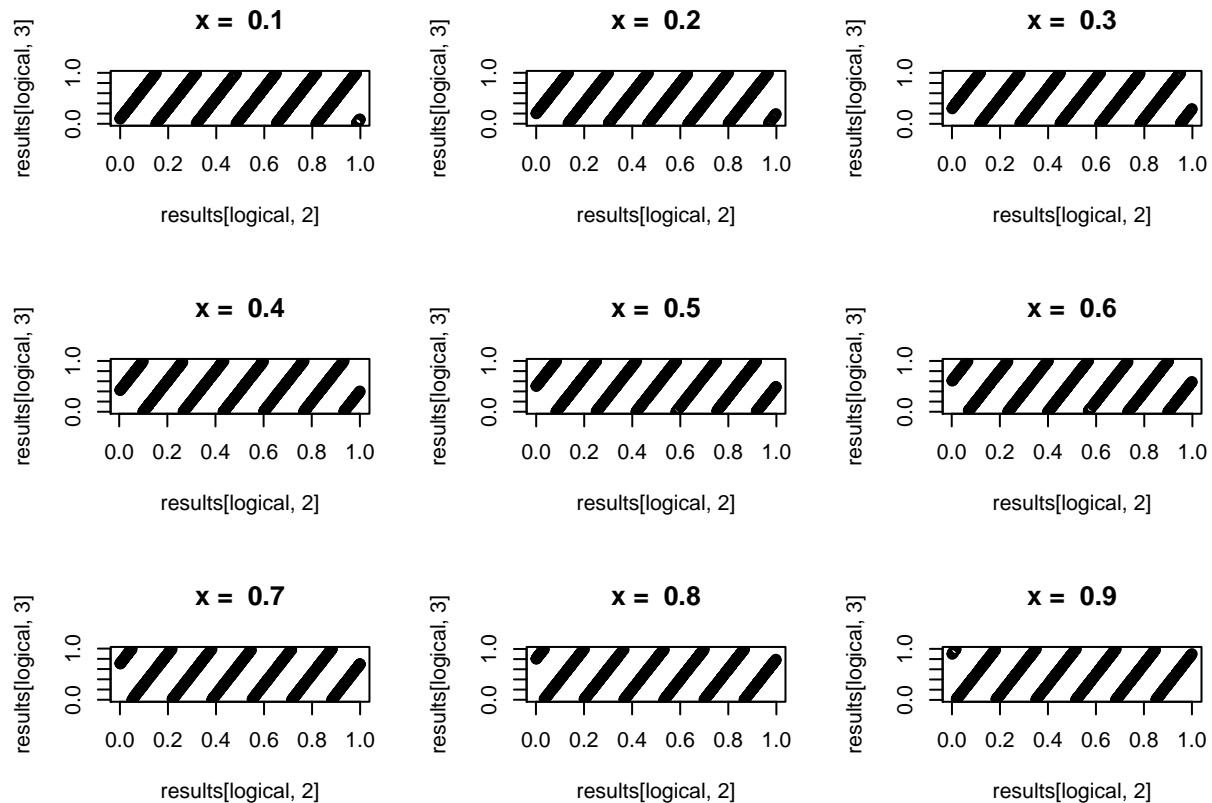 x = 0.1
results[logical, 3]
0.0 1.0
0.0 0.2 0.4 0.6 0.8 1.0
results[logical, 2]
x = 0.2
results[logical, 3]
0.0 1.0
0.0 0.2 0.4 0.6 0.8 1.0
results[logical, 2]
x = 0.3
results[logical, 3]
0.0 1.0
0.0 0.2 0.4 0.6 0.8 1.0
results[logical, 2]
x = 0.4
results[logical, 3]
0.0 1.0
0.0 0.2 0.4 0.6 0.8 1.0
results[logical, 2]
x = 0.5
results[logical, 3]
0.0 1.0
0.0 0.2 0.4 0.6 0.8 1.0
results[logical, 2]
x = 0.6
results[logical, 3]
0.0 1.0
0.0 0.2 0.4 0.6 0.8 1.0
results[logical, 2]
x = 0.7
results[logical, 3]
0.0 1.0
0.0 0.2 0.4 0.6 0.8 1.0
results[logical, 2]
x = 0.8
results[logical, 3]
0.0 1.0
0.0 0.2 0.4 0.6 0.8 1.0
results[logical, 2]
x = 0.9
results[logical, 3]
0.0 1.0
0.0 0.2 0.4 0.6 0.8 1.0
results[logical, 2]